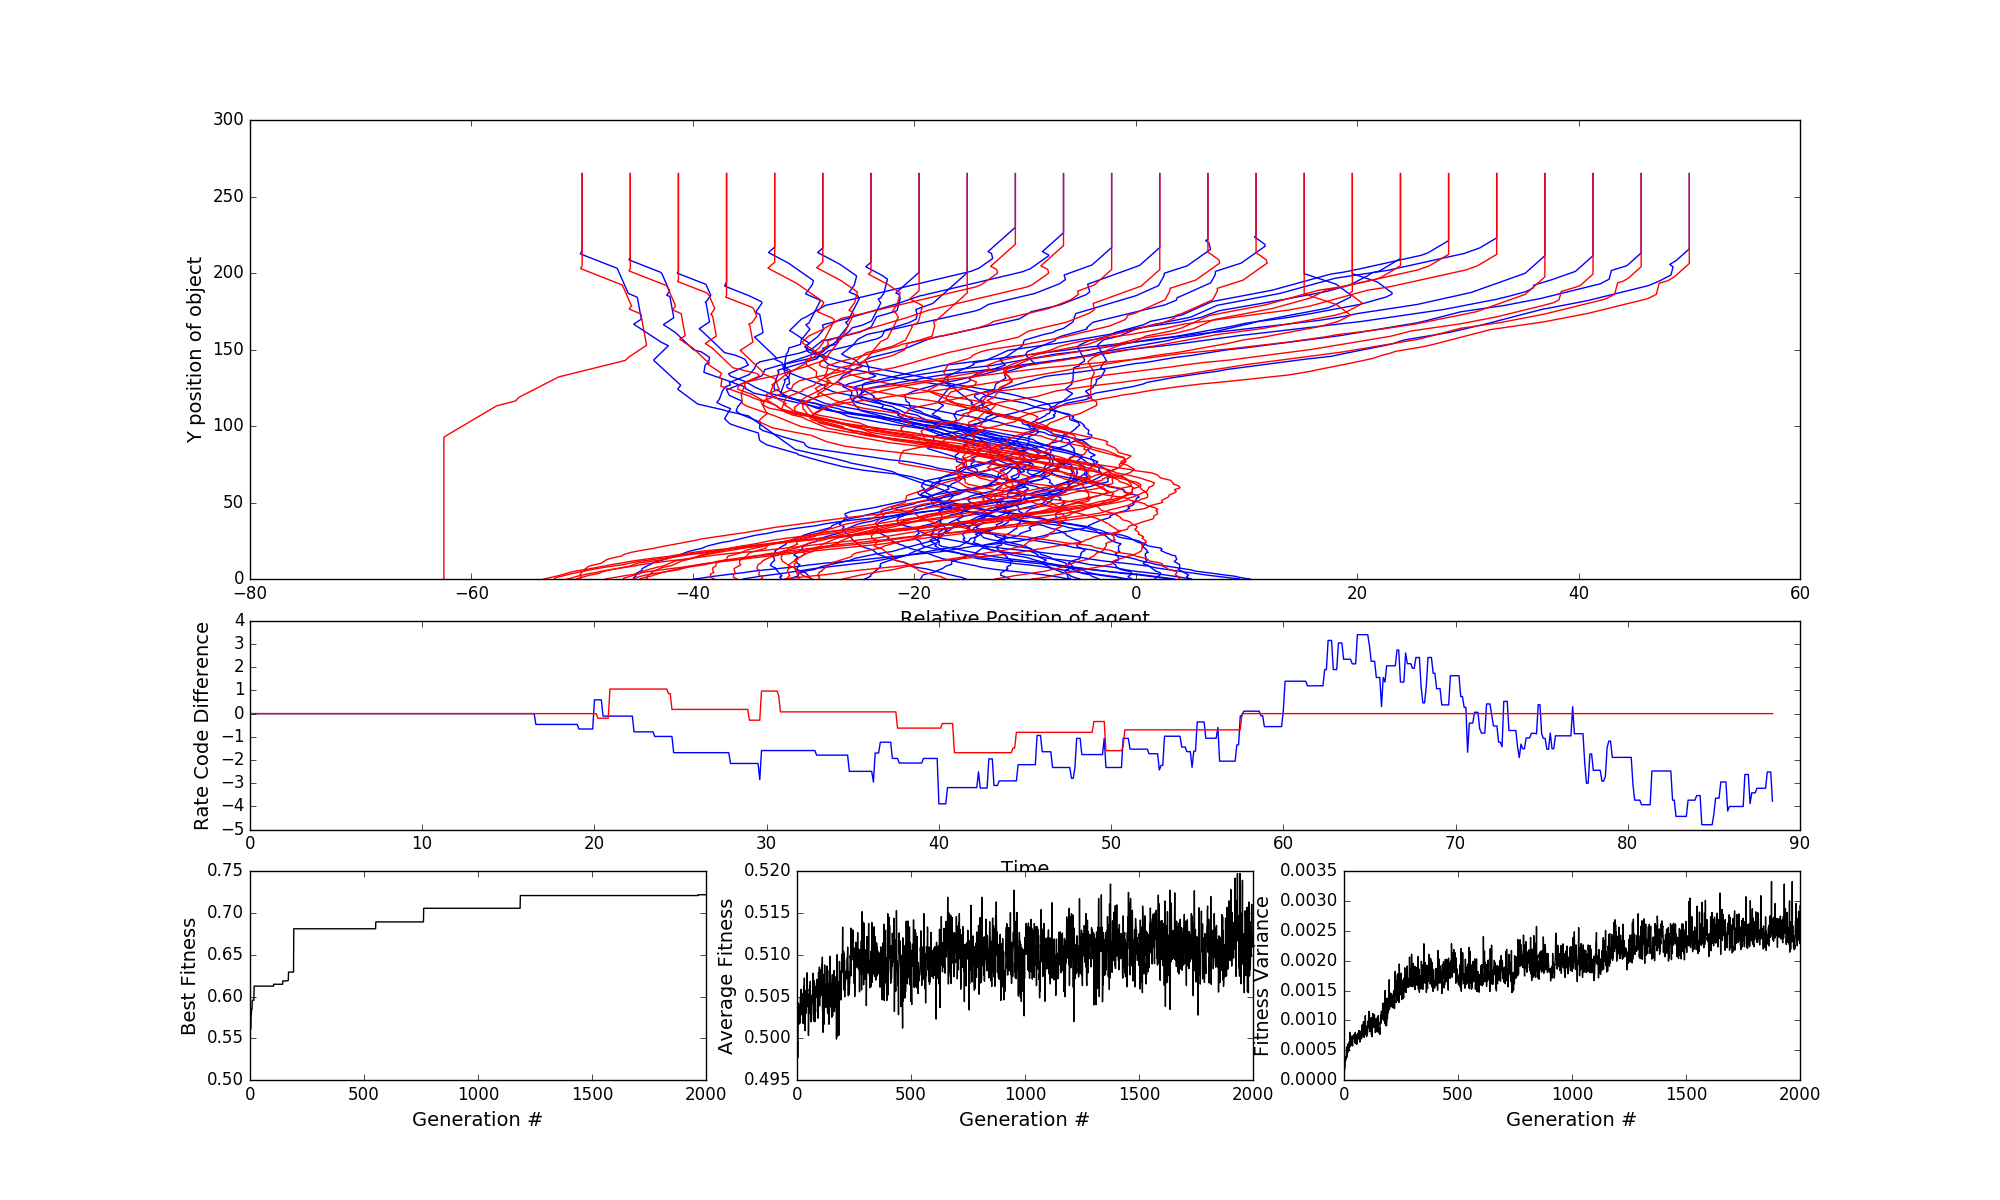 300
250
200
150
100
50
0
Y position of object
−80 −60 −40 −20 0 20 40 60
Relative Position of agent
4
3
2
1
0
−1
−2
−3
−4
−5
Rate Code Difference
0 10 20 30 40 50 60 70 80 90
Time
0.75
0.70
0.65
0.60
0.55
0.50
Best Fitness
0 500 1000 1500 2000
Generation #
0.520
0.515
0.510
0.505
0.500
0.495
Average Fitness
0 500 1000 1500 2000
Generation #
0.0035
0.0030
0.0025
0.0020
0.0015
0.0010
0.0005
0.0000
Fitness Variance
0 500 1000 1500 2000
Generation #